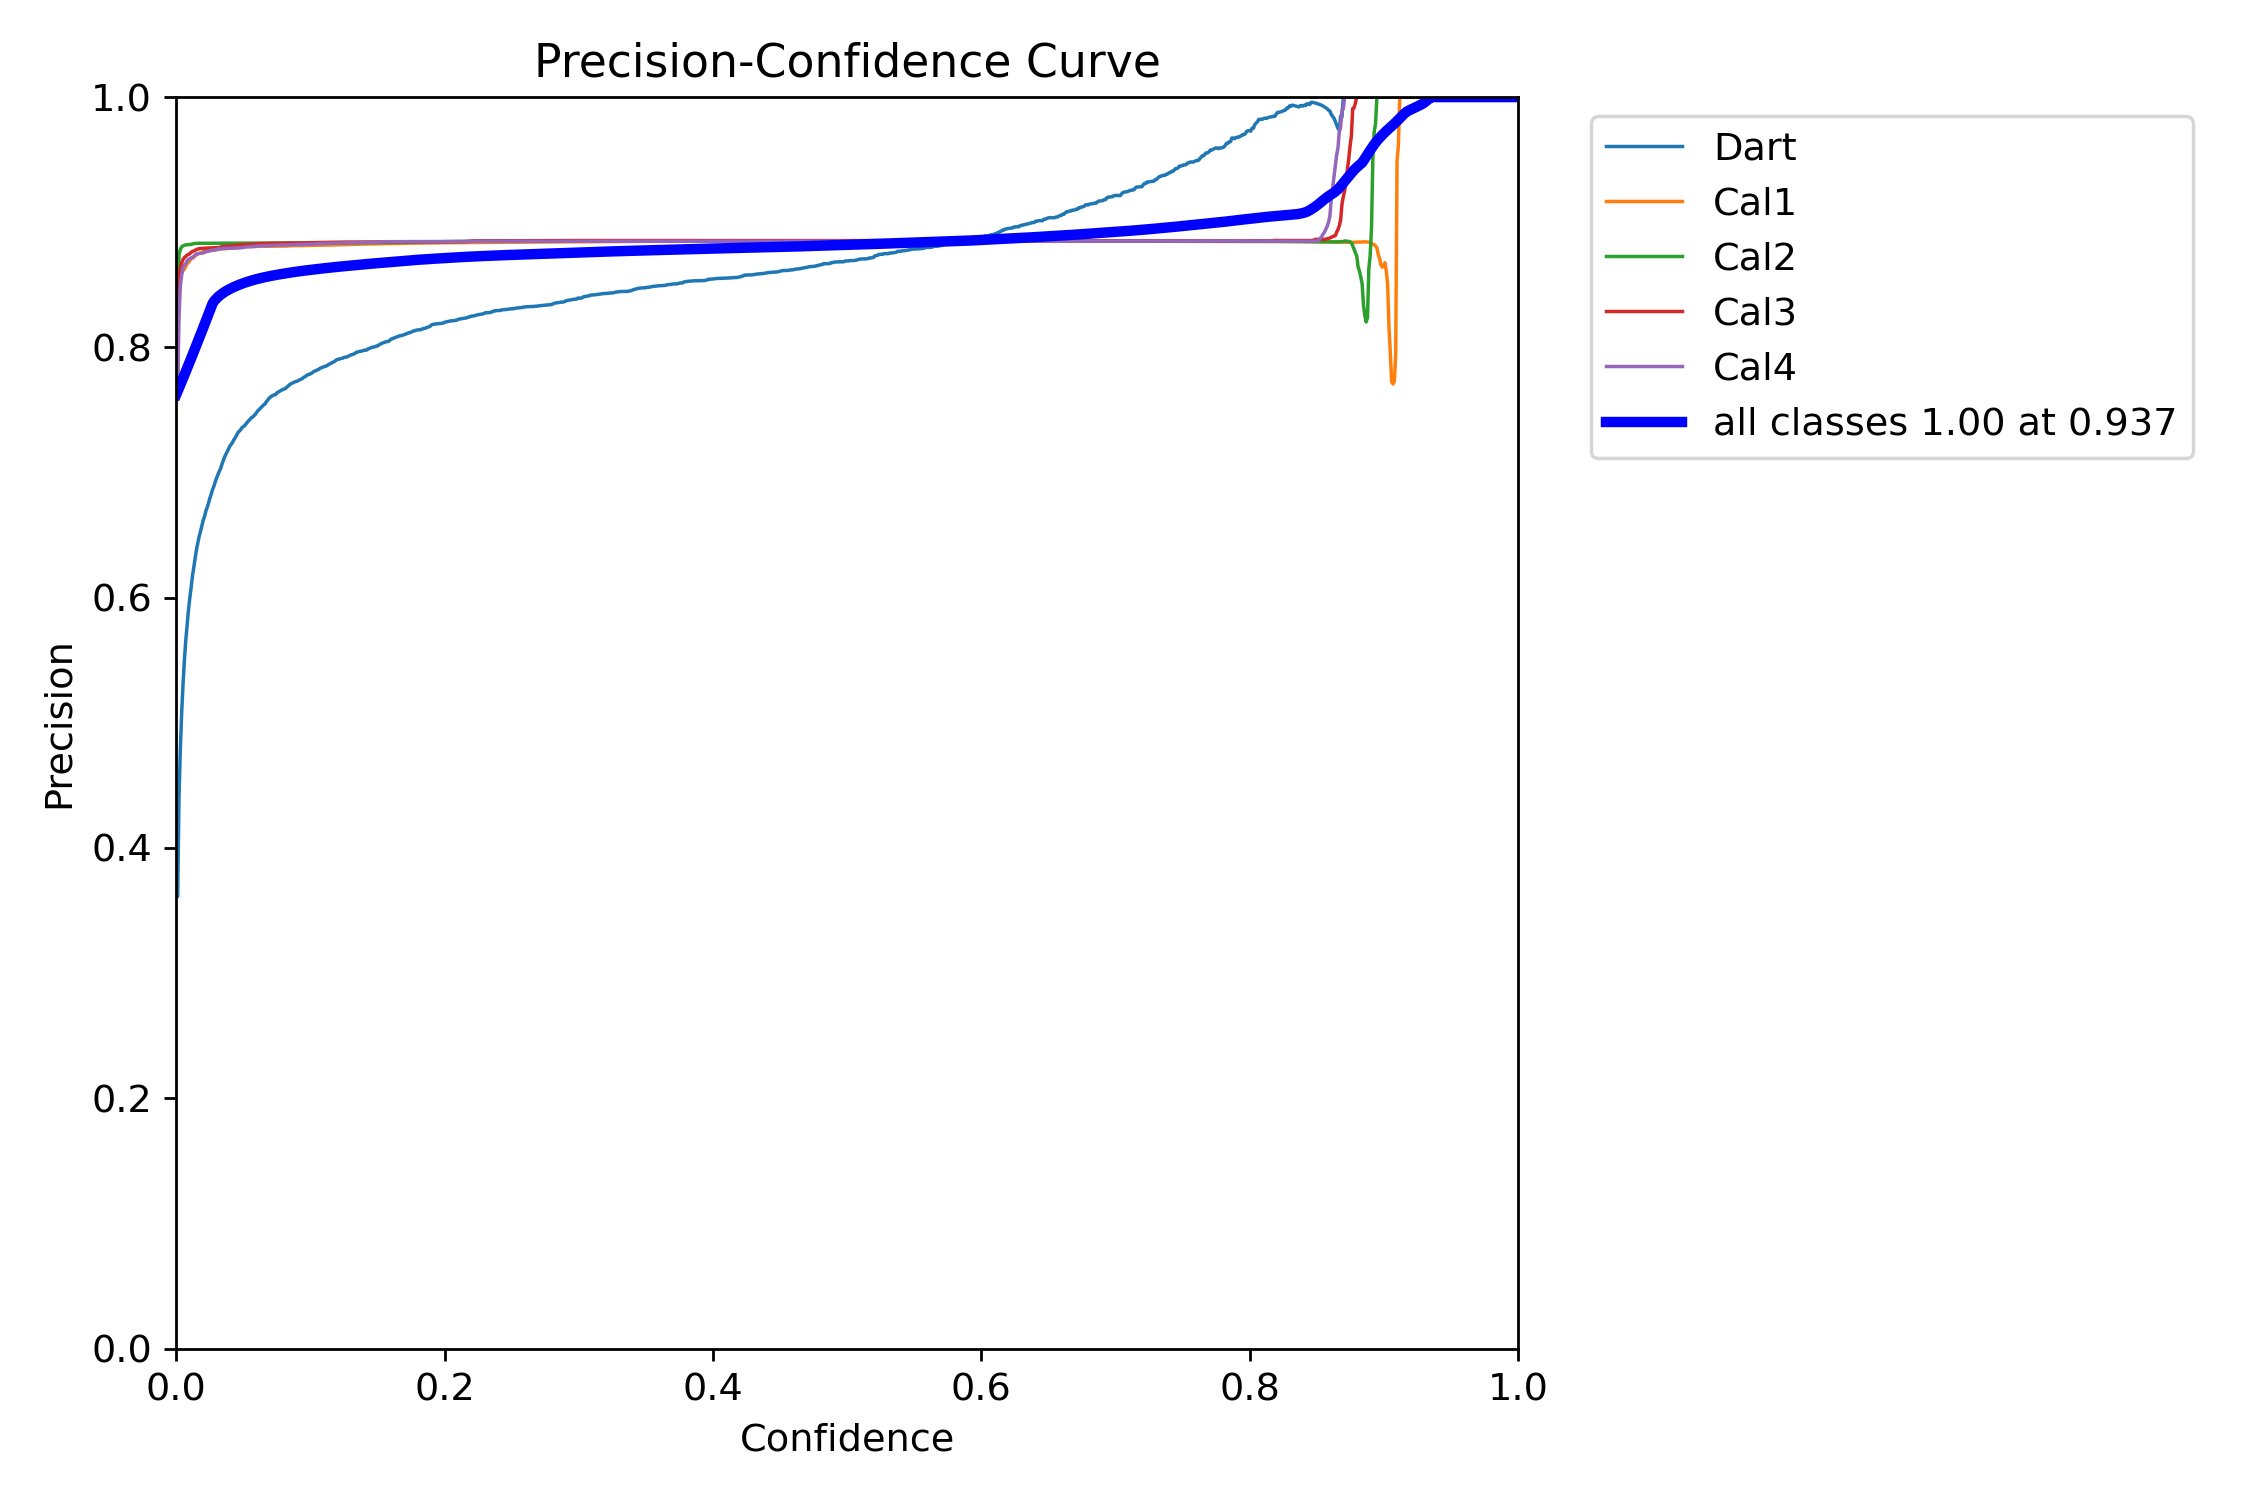 Precision-Confidence Curve
1.0
0.8
0.6
0.4
0.2
0.0
Precision
0.0 0.2 0.4 0.6 0.8 1.0
Confidence
Dart
Cal1
Cal2
Cal3
Cal4
all classes 1.00 at 0.937